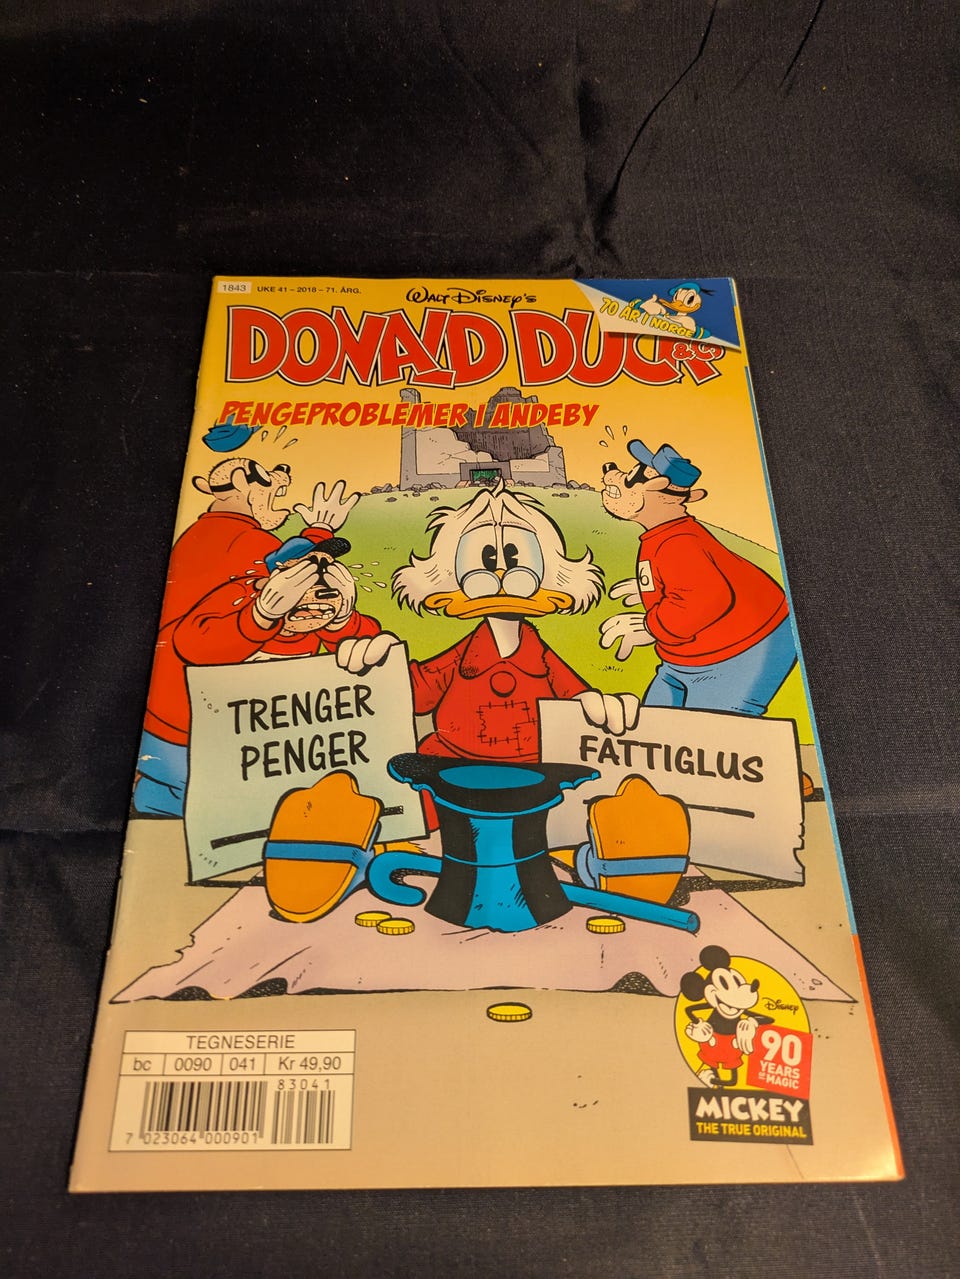 1843 UKE 41 – 2018 – 71. ÅRG.
Walt Disney's
DONALD DUCK
& Co
70 ÅR I NORGE!
PENGEPROBLEMER I ANDEBY
6
TRENGER
PENGER
FATTIGLUS
Disney
90
YEARS
OF MAGIC
MICKEY
THE TRUE ORIGINAL
TEGNESERIE
bc 0090 041 Kr 49,90
83041
7 023064 000901